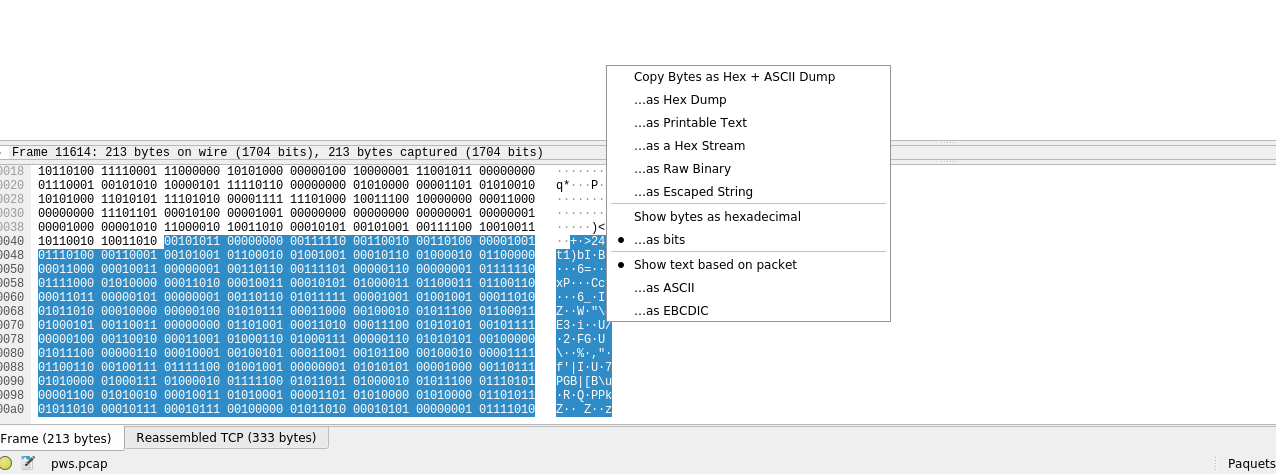 Copy Bytes as Hex + ASCII Dump
...as Hex Dump
...as Printable Text
...as a Hex Stream
...as Raw Binary
...as Escaped String
Show bytes as hexadecimal
...as bits
Show text based on packet
...as ASCII
...as EBCDIC
Frame 11614: 213 bytes on wire (1704 bits), 213 bytes captured (1704 bits)
0018 10110100 11110001 11000000 10101000 00000100 10000001 11001011 00000000 ········
0020 01110001 00101010 10000101 11110110 00000000 01010000 00001101 01010010 q*···P·
0028 10101000 11010101 11101010 00001111 11101000 10011100 10000000 00011000 ········
0030 00000000 11101101 00010100 00001001 00000000 00000000 00000001 00000001 ········
0038 00001000 00001010 11000010 10011010 00000101 00101001 00111100 10010011 ·····)<
0040 10110010 10011010 00101011 00000000 00111110 00110010 00110100 00001001 ··+·>24
0048 01110100 00110001 00101001 01100010 01001001 00010110 01000010 01100000 t1)bI·B
0050 00011000 00010011 00000001 00110110 00111101 00000110 00000000 01111110 ···6=··
0058 01111000 01010000 00010110 00010011 00010101 01000011 01100011 01100110 xP···Cc
0060 00011011 00000101 00000001 00110110 01011111 00001001 01001001 00011010 ···6_·I
0068 01011010 00010000 00000100 01010111 00011000 00100010 01011100 01100011 Z··W·"\
0070 01000101 00110011 00000000 01101001 00011010 00011100 01010101 00101111 E3·i··U/
00000100 00110010 00011001 01000110 01000111 00000110 01010101 00100000 ·2·FG·U
0080 01011100 00000110 00010001 00100101 00011001 00101100 00100010 00001111 \··%·,"·
0088 01100110 00100111 01111100 01001001 00000001 01010101 00001000 00110111 f'|I·U·7
0090 01010000 01000111 01000010 01111100 01011011 01000010 01011100 01110101 PGB|[B\u
0098 00001100 01010010 00010011 01010001 00000101 01010000 01010000 01101011 ·R·Q·PPk
00a0 01011010 00010111 00010111 00100000 01011010 00010101 00000001 01111010 Z·· Z··z
Frame (213 bytes)
Reassembled TCP (333 bytes)
pws.pcap
Paquets